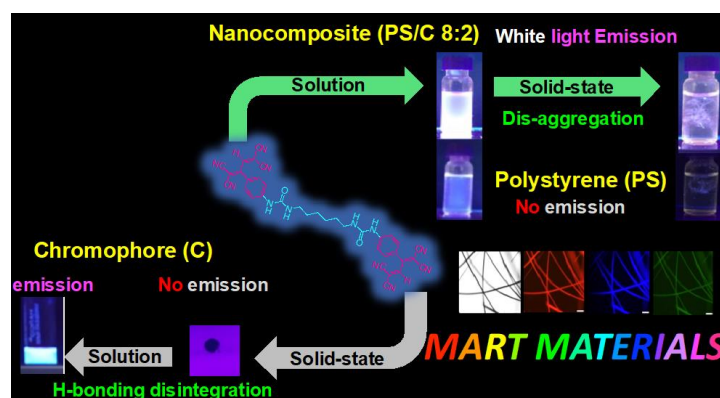 Nanocomposite (PS/C 8:2)
White light Emission
Solution
Solid-state
Dis-aggregation
Polystyrene (PS)
No emission
Chromophore (C)
emission
No emission
Solution
Solid-state
H-bonding disintegration
MART MATERIALS